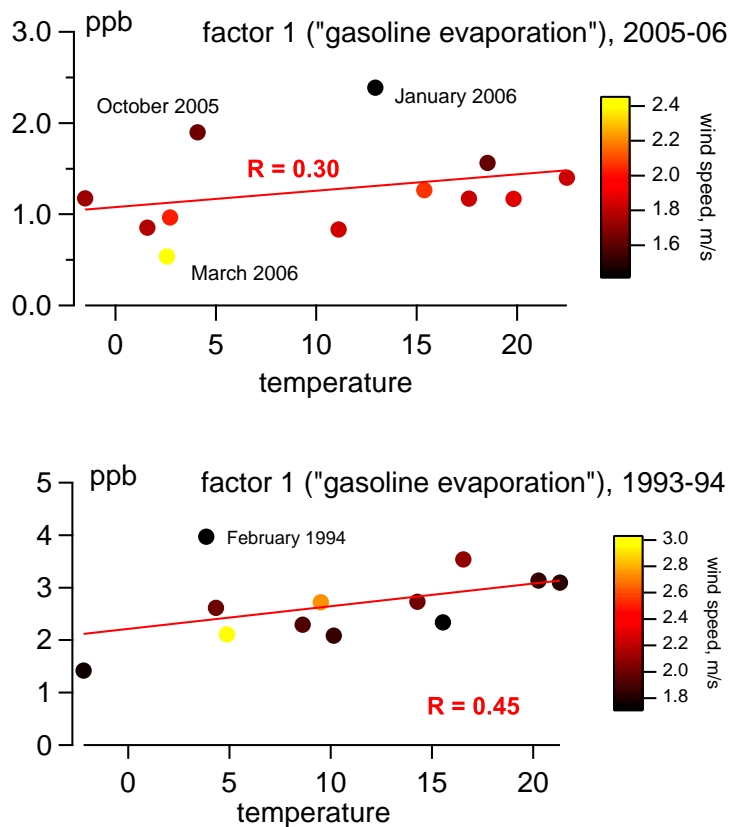 ppb
factor 1 ("gasoline evaporation"), 2005-06
3.0
2.0
1.0
0.0
October 2005
January 2006
R = 0.30
March 2006
0 5 10 15 20
temperature
2.4
2.2
2.0
1.8
1.6
wind speed, m/s
ppb
factor 1 ("gasoline evaporation"), 1993-94
5
4
3
2
1
0
February 1994
R = 0.45
0 5 10 15 20
temperature
3.0
2.8
2.6
2.4
2.2
2.0
1.8
wind speed, m/s